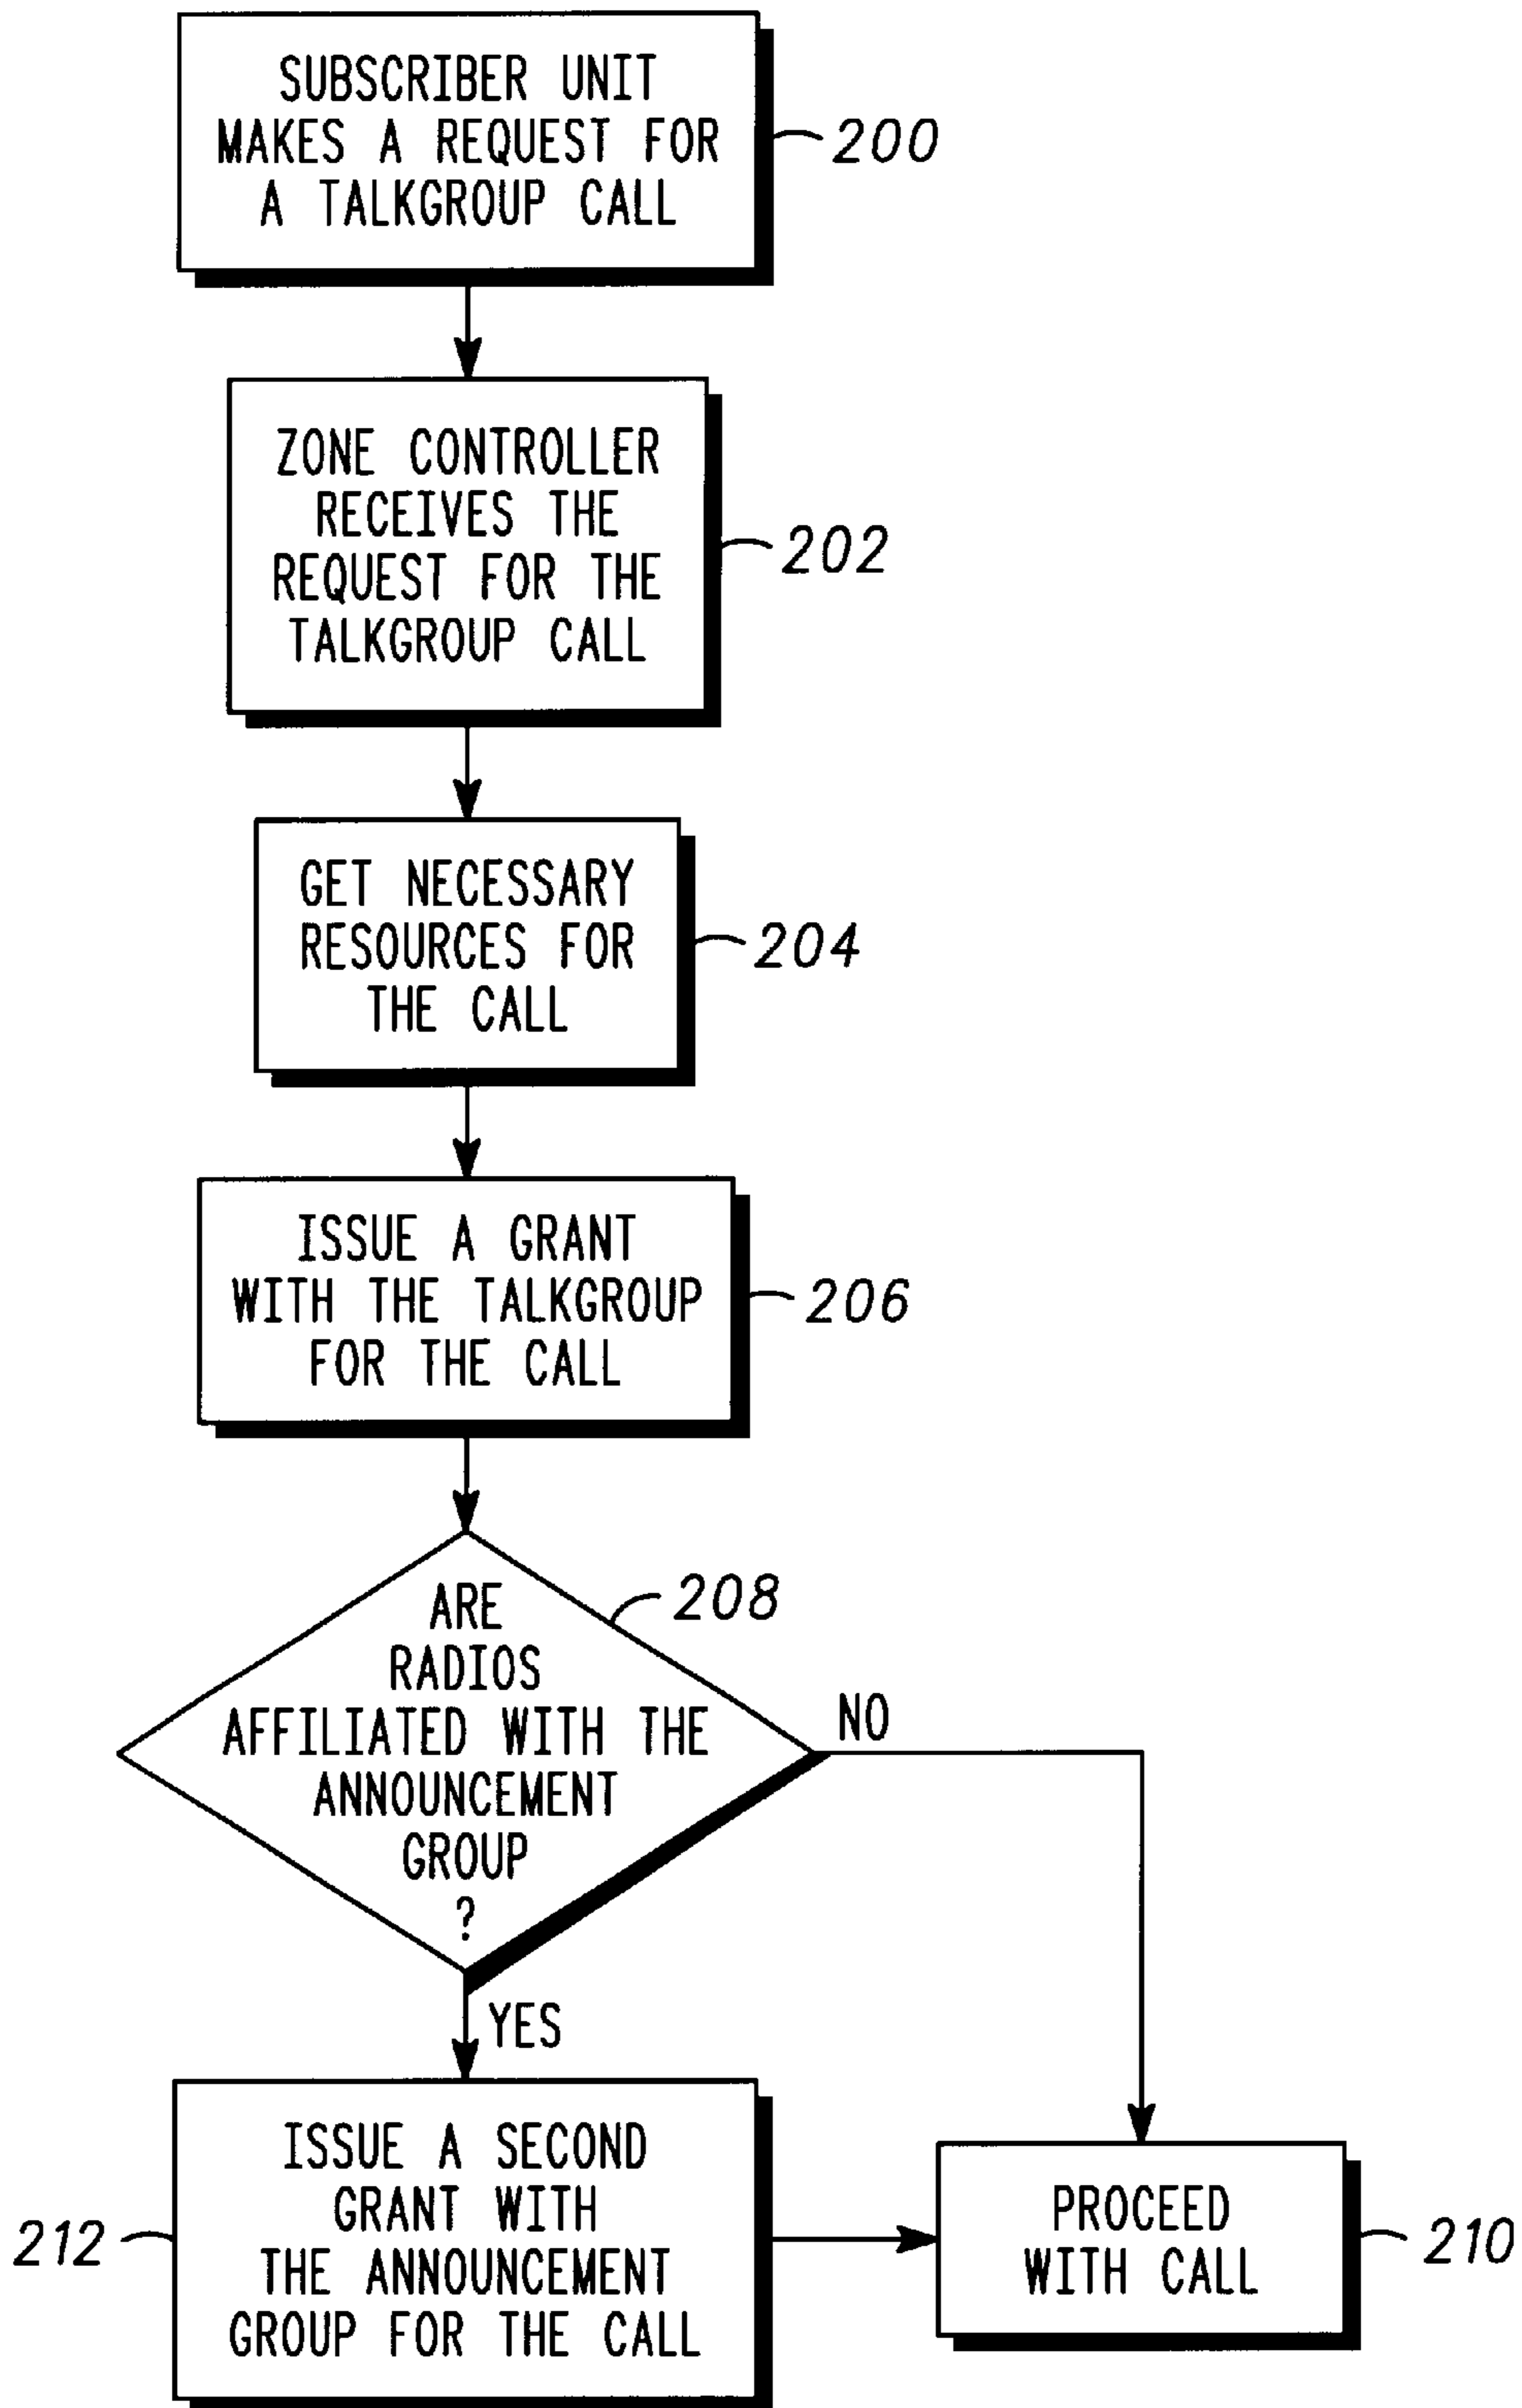 SUBSCRIBER UNIT
MAKES A REQUEST FOR
A TALKGROUP CALL
200
ZONE CONTROLLER
RECEIVES THE
REQUEST FOR THE
TALKGROUP CALL
202
GET NECESSARY
RESOURCES FOR
THE CALL
204
ISSUE A GRANT
WITH THE TALKGROUP
FOR THE CALL
206
ARE
RADIOS
AFFILIATED WITH THE
ANNOUNCEMENT
GROUP
?
208
NO
YES
ISSUE A SECOND
GRANT WITH
THE ANNOUNCEMENT
GROUP FOR THE CALL
212
PROCEED
WITH CALL
210